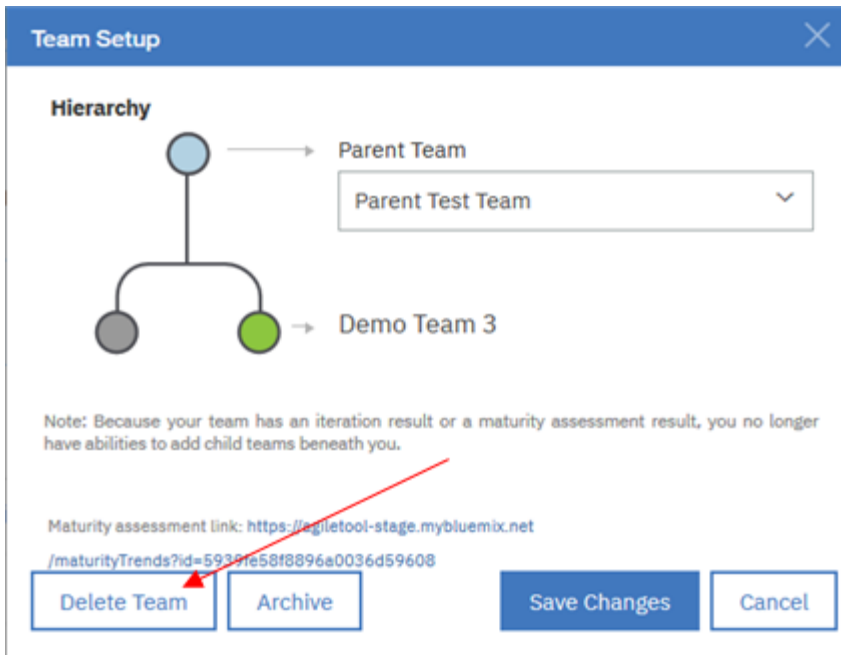 Team Setup
Hierarchy
Parent Team
Parent Test Team
Demo Team 3
Note: Because your team has an iteration result or a maturity assessment result, you no longer
have abilities to add child teams beneath you.
Maturity assessment link: https://agiletool-stage.mybluemix.net
/maturityTrends?id=5939fe58f8896a0036d59608
Delete Team Archive Save Changes Cancel